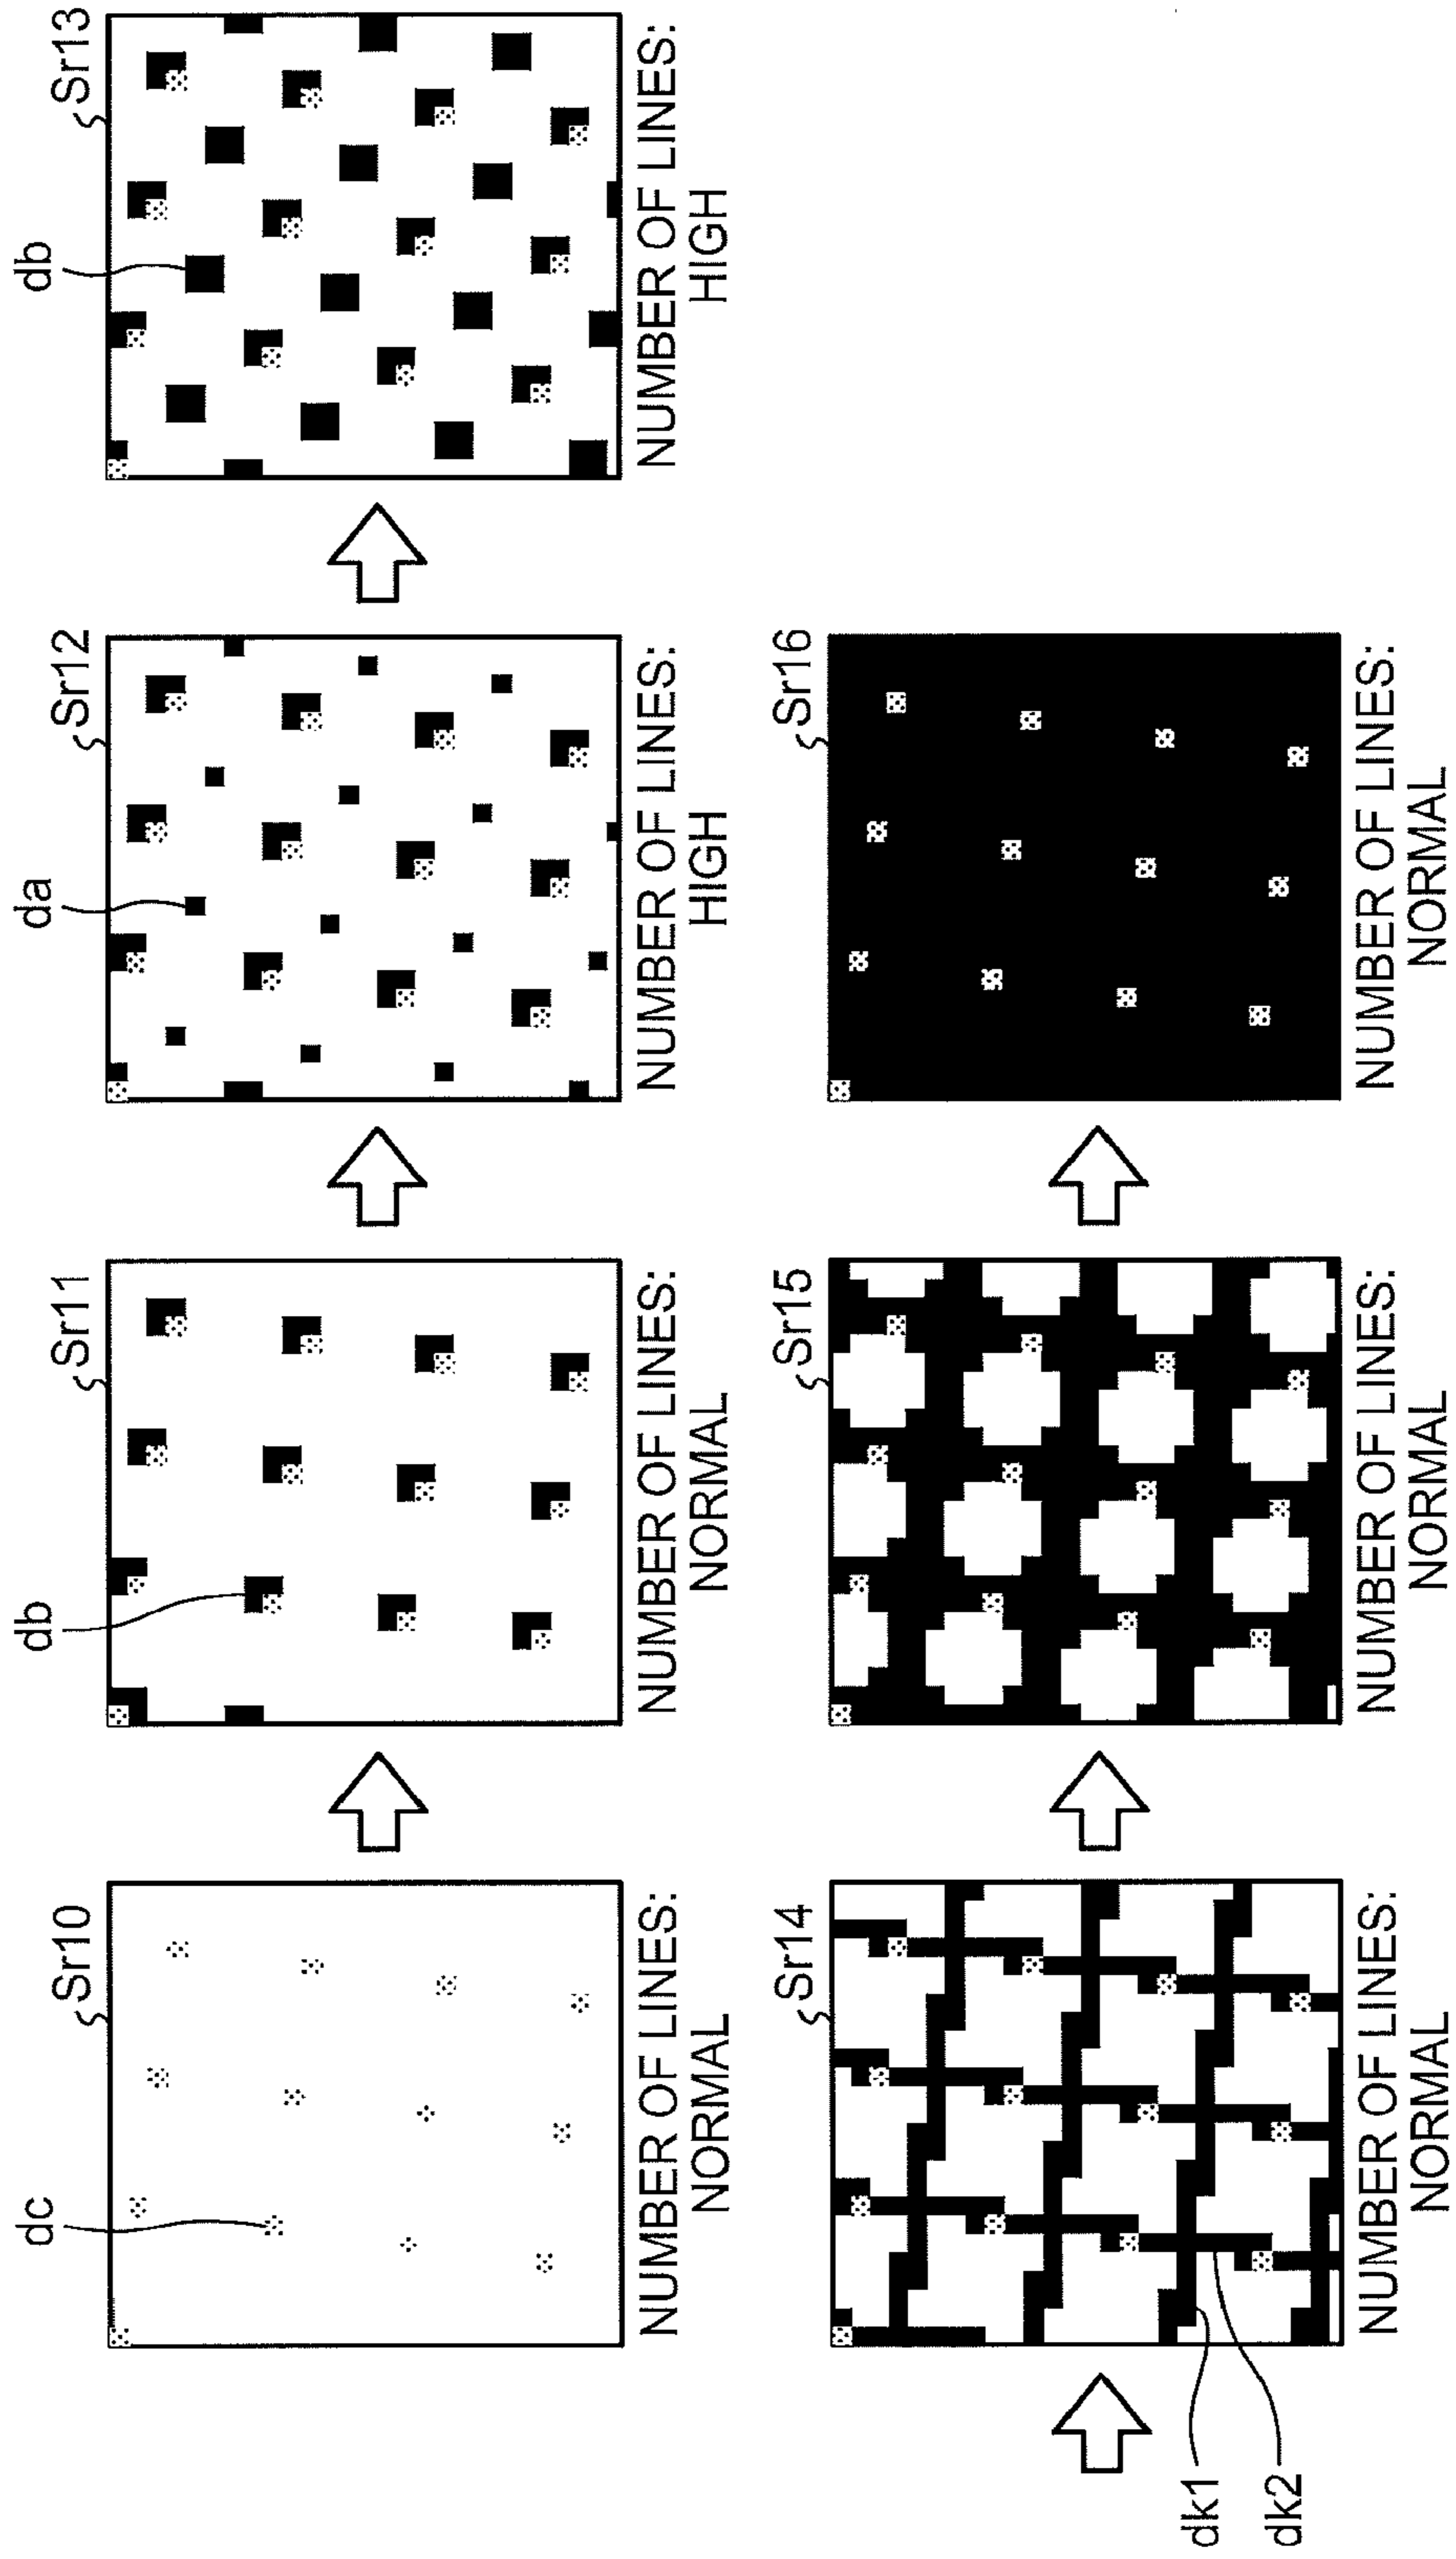 dc
Sr10
NUMBER OF LINES:
NORMAL
db
Sr11
NUMBER OF LINES:
NORMAL
da
Sr12
NUMBER OF LINES:
HIGH
db
Sr13
NUMBER OF LINES:
HIGH
dk1
dk2
Sr14
NUMBER OF LINES:
NORMAL
Sr15
NUMBER OF LINES:
NORMAL
Sr16
NUMBER OF LINES:
NORMAL